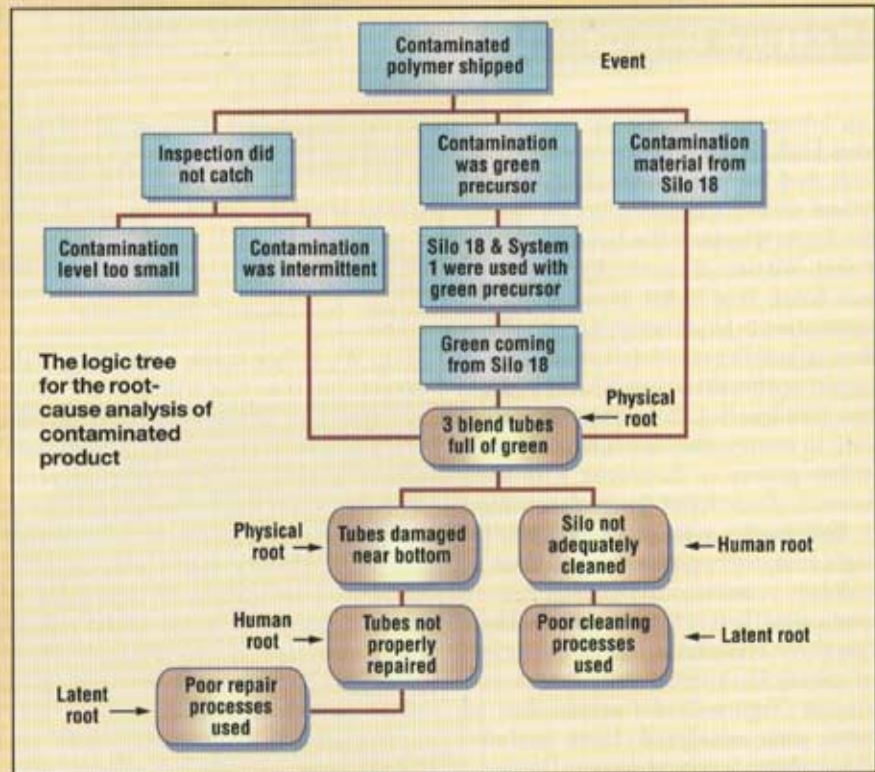 Contaminated
polymer shipped
Event
Inspection did
not catch
Contamination
was green
precursor
Contamination
material from
Silo 18
Contamination
level too small
Contamination
was intermittent
Silo 18 & System
1 were used with
green precursor
Green coming
from Silo 18
The logic tree
for the root-
cause analysis of
contaminated
product
Physical
root
3 blend tubes
full of green
Physical
root
Tubes damaged
near bottom
Silo not
adequately
cleaned
Human root
Human
root
Tubes not
properly
repaired
Poor cleaning
processes
used
Latent root
Latent
root
Poor repair
processes
used